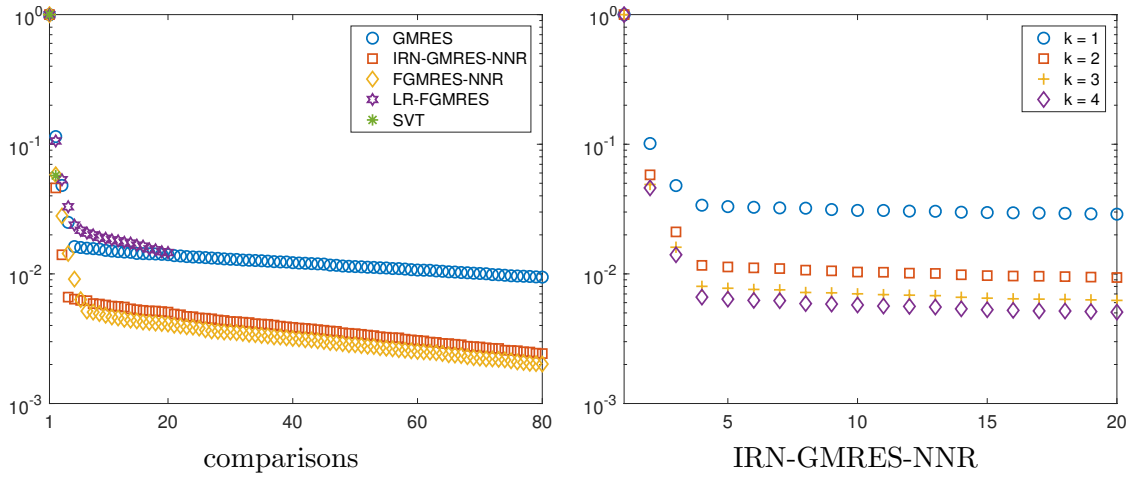 10^0
10^-1
10^-2
10^-3
1
20
40
60
80
GMRES
IRN-GMRES-NNR
FGMRES-NNR
LR-FGMRES
SVT
comparisons
10^0
10^-1
10^-2
10^-3
5
10
15
20
k = 1
k = 2
k = 3
k = 4
IRN-GMRES-NNR